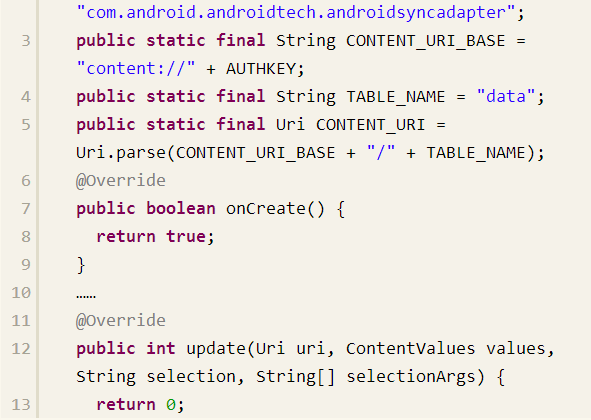 "com.android.androidtech.androidsyncadapter";
3 public static final String CONTENT_URI_BASE =
"content://" + AUTHKEY;
4 public static final String TABLE_NAME = "data";
5 public static final Uri CONTENT_URI =
Uri.parse(CONTENT_URI_BASE + "/" + TABLE_NAME);
6 @Override
7 public boolean onCreate() {
8 return true;
9 }
10 ……
11 @Override
12 public int update(Uri uri, ContentValues values,
String selection, String[] selectionArgs) {
13 return 0;